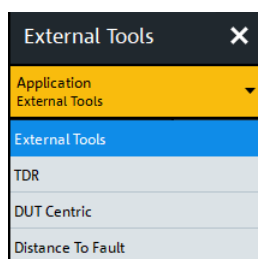 External Tools ×
Application
External Tools
External Tools
TDR
DUT Centric
Distance To Fault